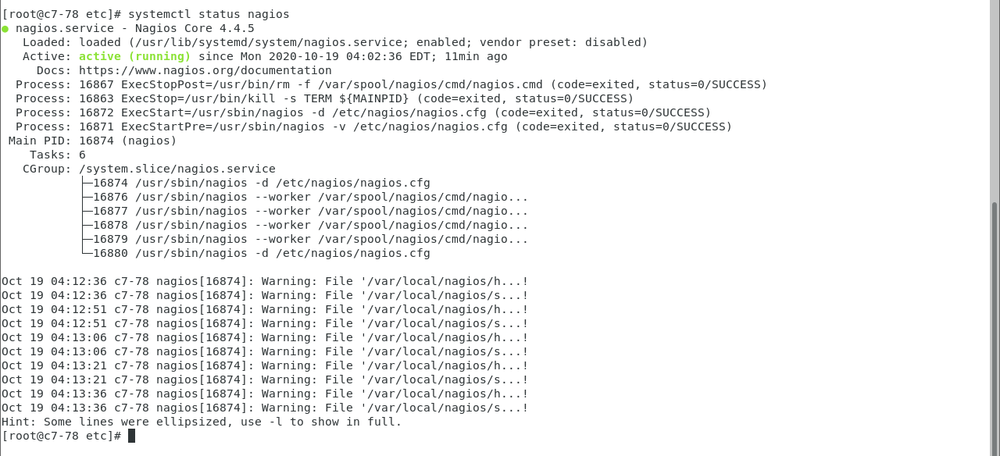 [root@c7-78 etc]# systemctl status nagios
● nagios.service - Nagios Core 4.4.5
   Loaded: loaded (/usr/lib/systemd/system/nagios.service; enabled; vendor preset: disabled)
   Active: active (running) since Mon 2020-10-19 04:02:36 EDT; 11min ago
     Docs: https://www.nagios.org/documentation
  Process: 16867 ExecStopPost=/usr/bin/rm -f /var/spool/nagios/cmd/nagios.cmd (code=exited, status=0/SUCCESS)
  Process: 16863 ExecStop=/usr/bin/kill -s TERM ${MAINPID} (code=exited, status=0/SUCCESS)
  Process: 16872 ExecStart=/usr/sbin/nagios -d /etc/nagios/nagios.cfg (code=exited, status=0/SUCCESS)
  Process: 16871 ExecStartPre=/usr/sbin/nagios -v /etc/nagios/nagios.cfg (code=exited, status=0/SUCCESS)
 Main PID: 16874 (nagios)
    Tasks: 6
   CGroup: /system.slice/nagios.service
           ├─16874 /usr/sbin/nagios -d /etc/nagios/nagios.cfg
           ├─16876 /usr/sbin/nagios --worker /var/spool/nagios/cmd/nagio...
           ├─16877 /usr/sbin/nagios --worker /var/spool/nagios/cmd/nagio...
           ├─16878 /usr/sbin/nagios --worker /var/spool/nagios/cmd/nagio...
           ├─16879 /usr/sbin/nagios --worker /var/spool/nagios/cmd/nagio...
           └─16880 /usr/sbin/nagios -d /etc/nagios/nagios.cfg

Oct 19 04:12:36 c7-78 nagios[16874]: Warning: File '/var/local/nagios/h...!
Oct 19 04:12:36 c7-78 nagios[16874]: Warning: File '/var/local/nagios/s...!
Oct 19 04:12:51 c7-78 nagios[16874]: Warning: File '/var/local/nagios/h...!
Oct 19 04:12:51 c7-78 nagios[16874]: Warning: File '/var/local/nagios/s...!
Oct 19 04:13:06 c7-78 nagios[16874]: Warning: File '/var/local/nagios/h...!
Oct 19 04:13:06 c7-78 nagios[16874]: Warning: File '/var/local/nagios/s...!
Oct 19 04:13:21 c7-78 nagios[16874]: Warning: File '/var/local/nagios/h...!
Oct 19 04:13:21 c7-78 nagios[16874]: Warning: File '/var/local/nagios/s...!
Oct 19 04:13:36 c7-78 nagios[16874]: Warning: File '/var/local/nagios/h...!
Oct 19 04:13:36 c7-78 nagios[16874]: Warning: File '/var/local/nagios/s...!
Hint: Some lines were ellipsized, use -l to show in full.
[root@c7-78 etc]#